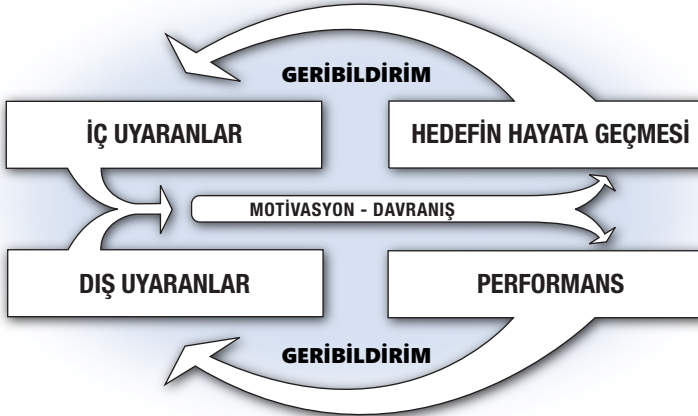 GERİBİLDİRİM
İÇ UYARANLAR
HEDEFİN HAYATA GEÇMESİ
MOTİVASYON - DAVRANIŞ
DIŞ UYARANLAR
PERFORMANS
GERİBİLDİRİM